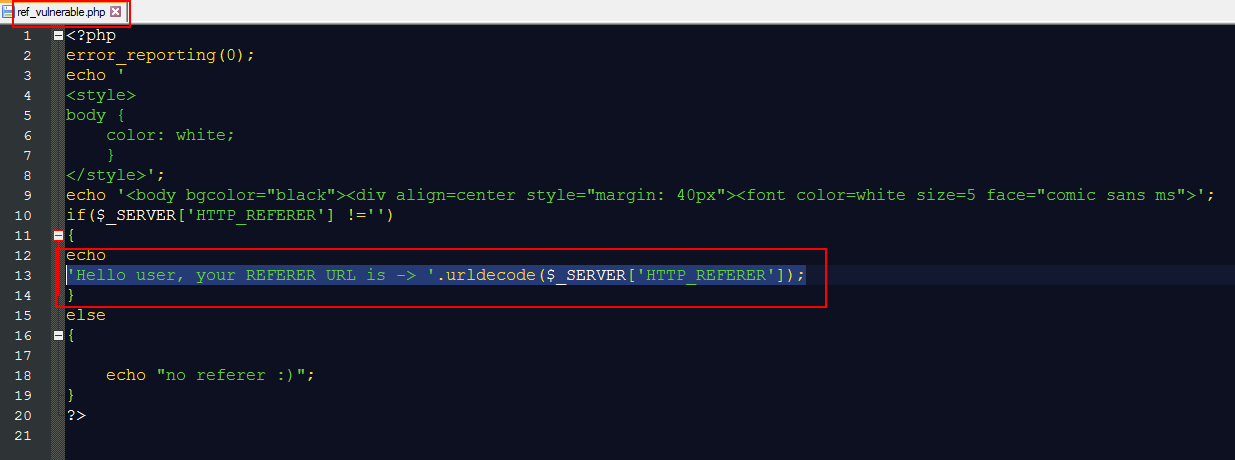 ref_vulnerable.php
1 <?php
2 error_reporting(0);
3 echo '
4 <style>
5 body {
6     color: white;
7     }
8 </style>';
9 echo '<body bgcolor="black"><div align=center style="margin: 40px"><font color=white size=5 face="comic sans ms">';
10 if($_SERVER['HTTP_REFERER'] !='')
11 {
12 echo
13 'Hello user, your REFERER URL is -> '.urldecode($_SERVER['HTTP_REFERER']);
14 }
15 else
16 {
17
18     echo "no referer :)";
19 }
20 ?>
21